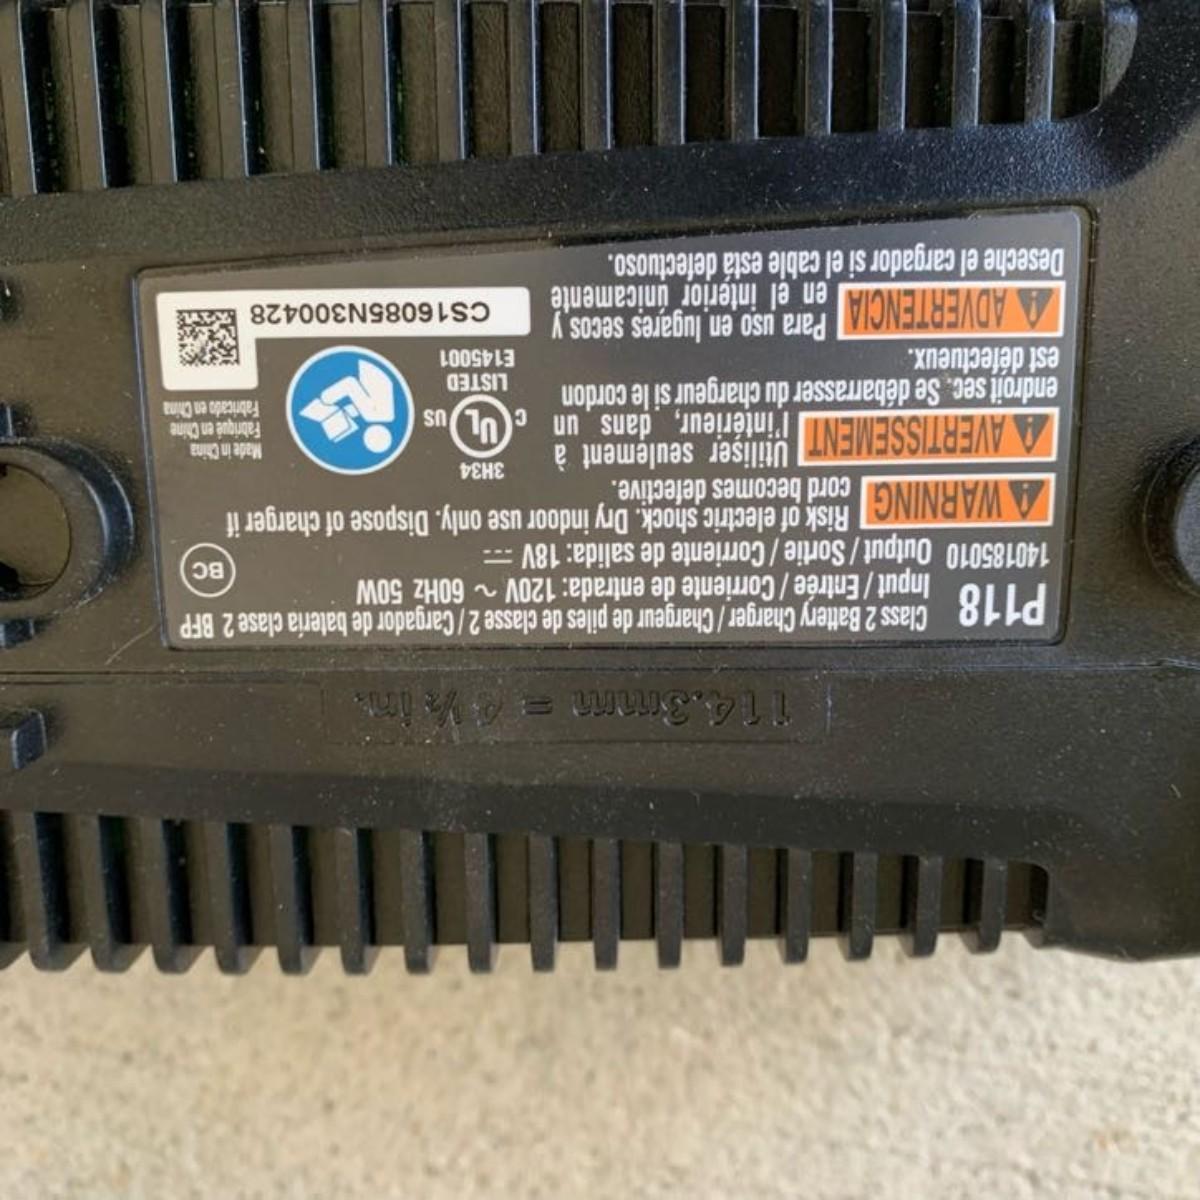 P118
140185010
Class 2 Battery Charger / Chargeur de piles de classe 2 / Cargador de batería clase 2 BFP
Input / Entrée / Corriente de entrada: 120V ~ 60Hz 50W
Output / Sortie / Corriente de salida: 18V ⎓
BC
WARNING
Risk of electric shock. Dry indoor use only. Dispose of charger if
cord becomes defective.
AVERTISSEMENT
Utiliser seulement à
l'intérieur, dans un
endroit sec. Se débarrasser du chargeur si le cordon
est défectueux.
ADVERTENCIA
Para uso en lugares secos y
en el intérior únicamente
Deseche el cargador si el cable está defectuoso.
3H34
C UL US
LISTED
E145001
Made in China
Fabriqué en Chine
Fabricado en China
CS16085N300428
114.3mm = 4 ½ in.